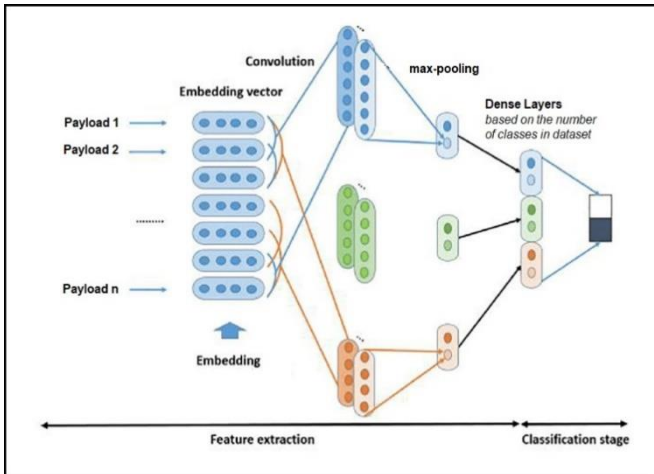 Convolution
max-pooling
Embedding vector
Dense Layers
based on the number
of classes in dataset
Payload 1
Payload 2
.........
Payload n
Embedding
Feature extraction
Classification stage